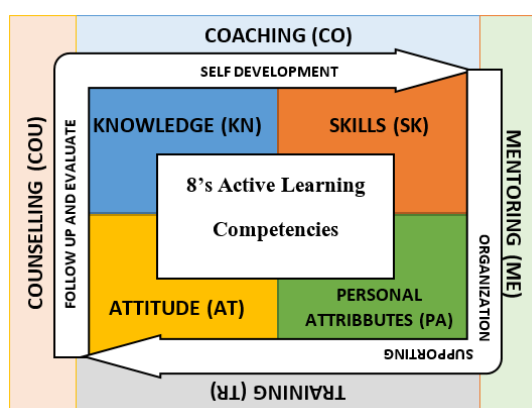 COACHING (CO)
SELF DEVELOPMENT
COUNSELLING (COU)
FOLLOW UP AND EVALUATE
KNOWLEDGE (KN)
SKILLS (SK)
8's Active Learning
Competencies
ATTITUDE (AT)
PERSONAL
ATTRIBBUTES (PA)
MENTORING (ME)
ORGANIZATION
SUPPORTING
TRAINING (TR)